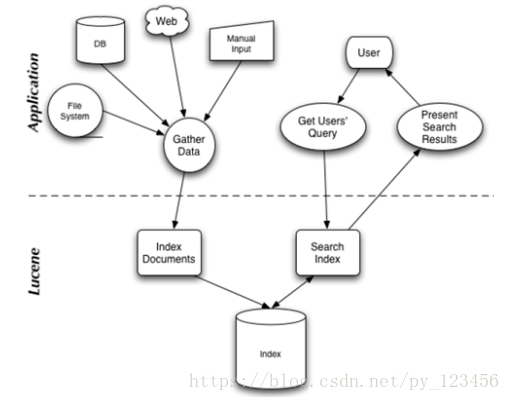 Application
DB
Web
Manual
Input
File
System
Gather
Data
User
Get Users'
Query
Present
Search
Results
Lucene
Index
Documents
Search
Index
Index
https://blog.csdn.net/py_123456